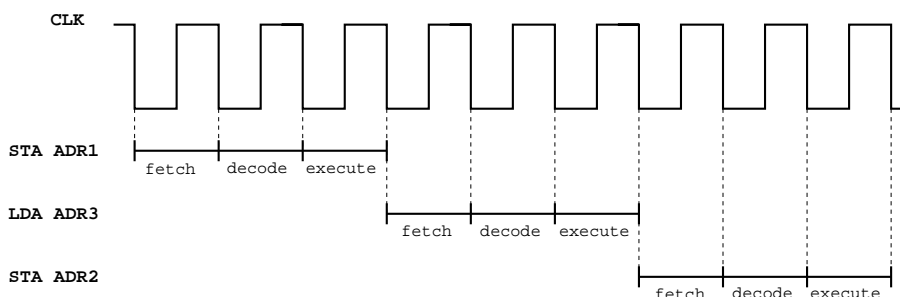 CLK
STA ADR1
fetch decode execute
LDA ADR3
fetch decode execute
STA ADR2
fetch decode execute